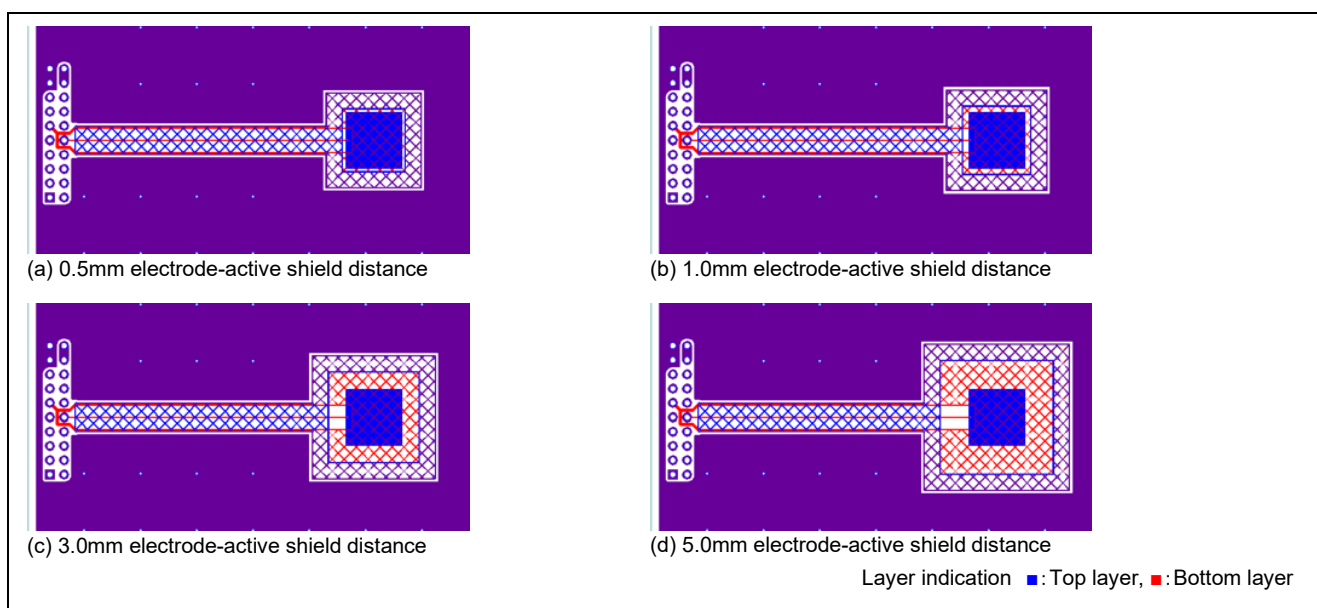 (a) 0.5mm electrode-active shield distance
(b) 1.0mm electrode-active shield distance
(c) 3.0mm electrode-active shield distance
(d) 5.0mm electrode-active shield distance
Layer indication ■: Top layer, ■: Bottom layer